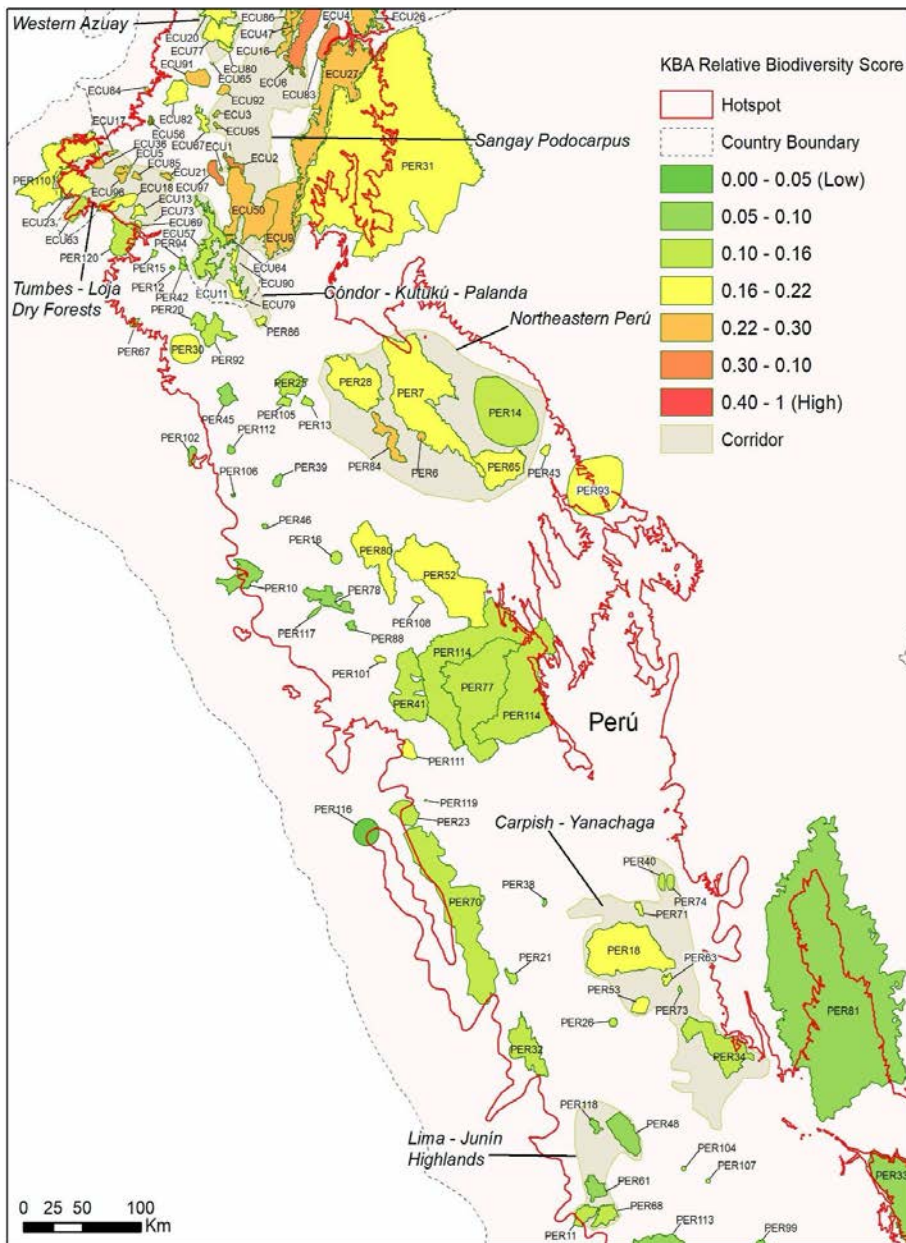 Western Azuay
ECU86
ECU4
ECU26
ECU20
ECU47
ECU77
ECU16
ECU91
ECU80
ECU6
ECU27
ECU65
ECU83
ECU84
ECU92
ECU17
ECU82
ECU3
ECU56
ECU95
Sangay Podocarpus
ECU36
ECU67
ECU1
ECU5
ECU85
ECU2
PER31
PER110
ECU21
ECU96
ECU18
ECU97
ECU13
ECU50
ECU23
ECU73
ECU9
ECU63
ECU69
ECU57
PER94
ECU64
PER120
PER15
ECU90
Tumbes - Loja
Dry Forests
PER12
PER42
ECU11
ECU79
Cóndor - Kutukú - Palanda
PER20
PER86
Northeastern Perú
PER67
PER30
PER92
PER28
PER7
PER25
PER14
PER45
PER105
PER13
PER102
PER112
PER84
PER6
PER65
PER43
PER106
PER39
PER93
PER46
PER16
PER80
PER52
PER10
PER78
PER117
PER108
PER88
PER114
PER101
PER77
PER41
PER114
Perú
PER111
PER119
PER116
PER23
Carpish - Yanachaga
PER40
PER38
PER74
PER70
PER71
PER18
PER63
PER21
PER53
PER73
PER81
PER26
PER32
PER34
PER118
PER48
Lima - Junín
Highlands
PER104
PER107
PER33
PER61
PER68
PER11
PER113
PER99
0 25 50 100
Km
KBA Relative Biodiversity Score
Hotspot
Country Boundary
0.00 - 0.05 (Low)
0.05 - 0.10
0.10 - 0.16
0.16 - 0.22
0.22 - 0.30
0.30 - 0.10
0.40 - 1 (High)
Corridor